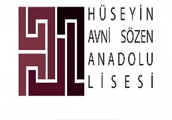 HÜSEYİN
AVNİ SÖZEN
ANADOLU
LİSESİ